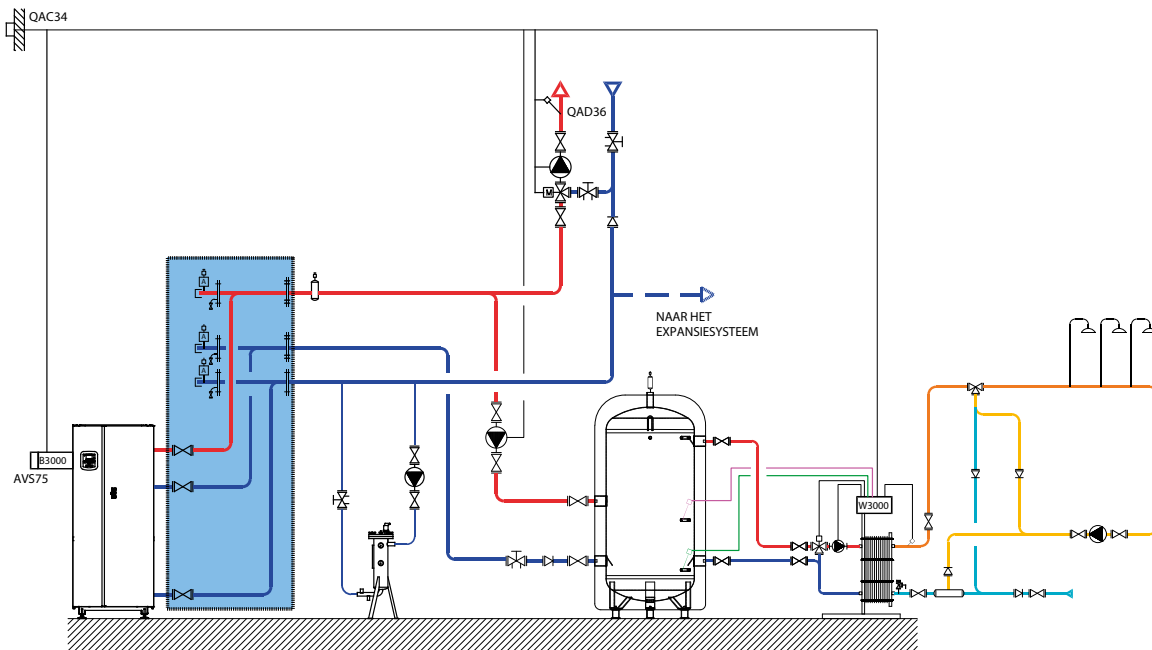 QAC34
QAD36
A
M
A
A
NAAR HET
EXPANSIESYSTEEM
B3000
AVS75
W3000